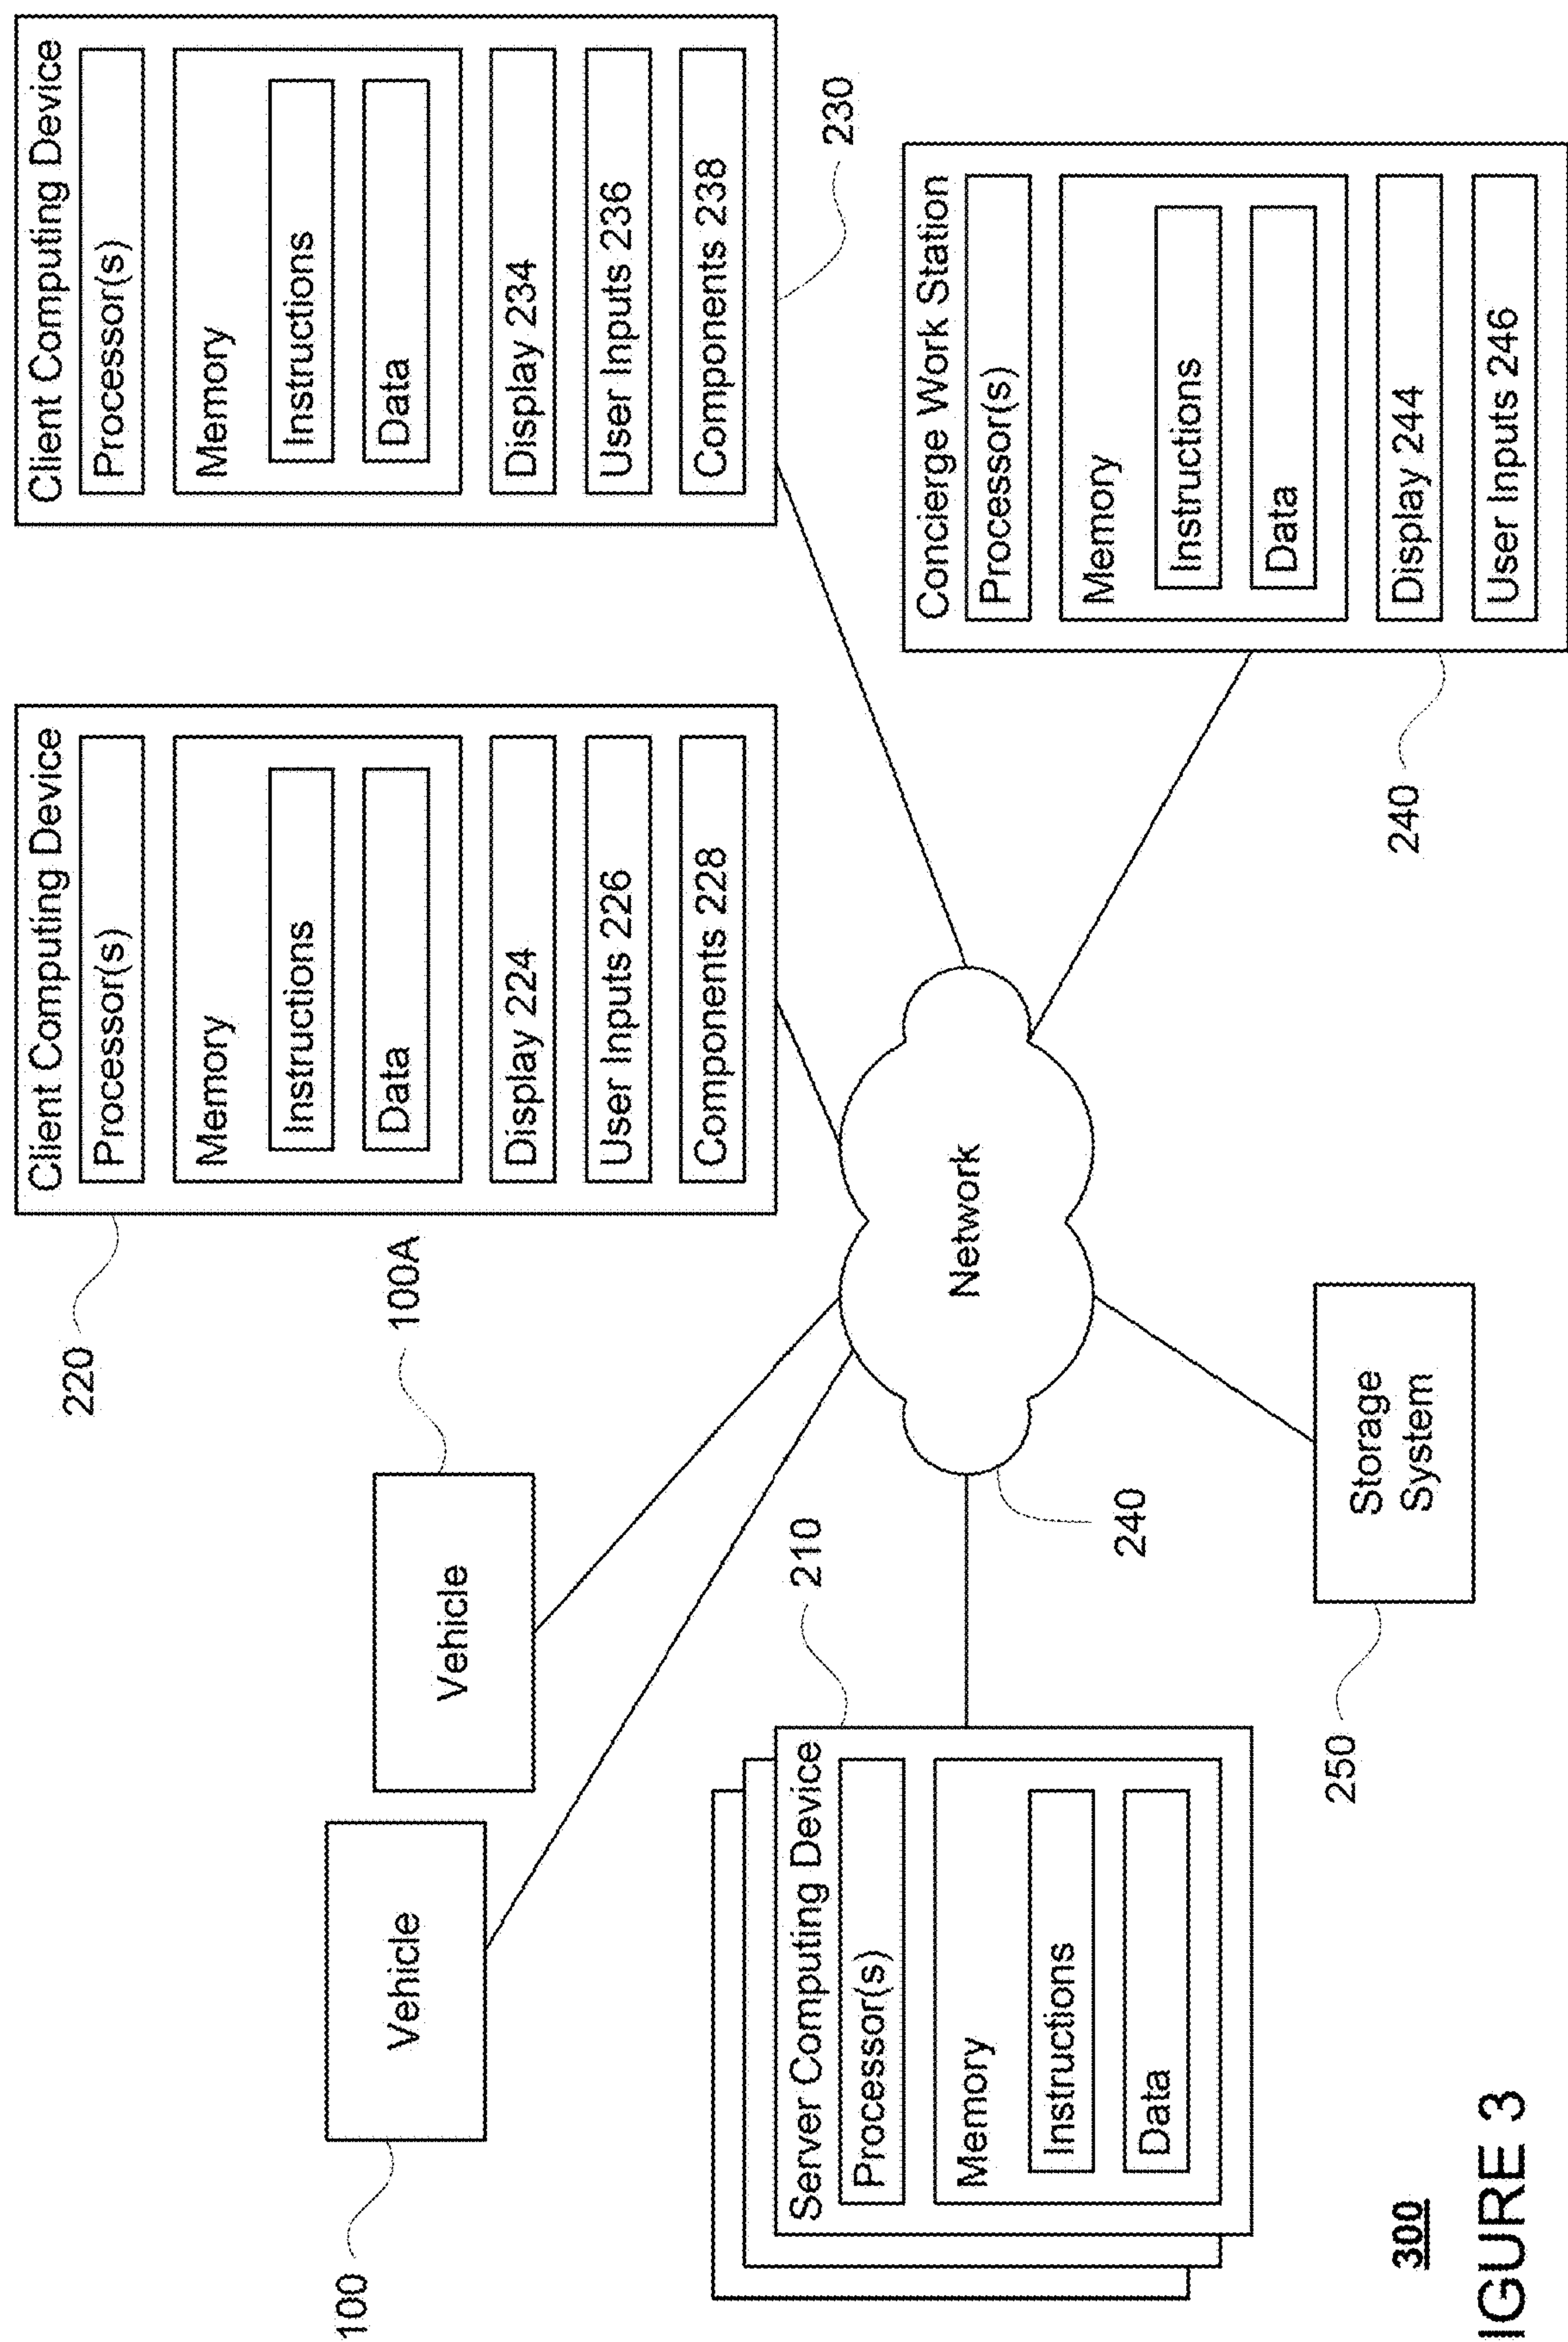 Client Computing Device
Processor(s)
Memory
Instructions
Data
Display 224
User Inputs 226
Components 228
220
Client Computing Device
Processor(s)
Memory
Instructions
Data
Display 234
User Inputs 236
Components 238
230
Vehicle
100
Vehicle
100A
Network
240
Server Computing Device
Processor(s)
Memory
Instructions
Data
210
Storage
System
250
Concierge Work Station
Processor(s)
Memory
Instructions
Data
Display 244
User Inputs 246
240
300
IGURE 3